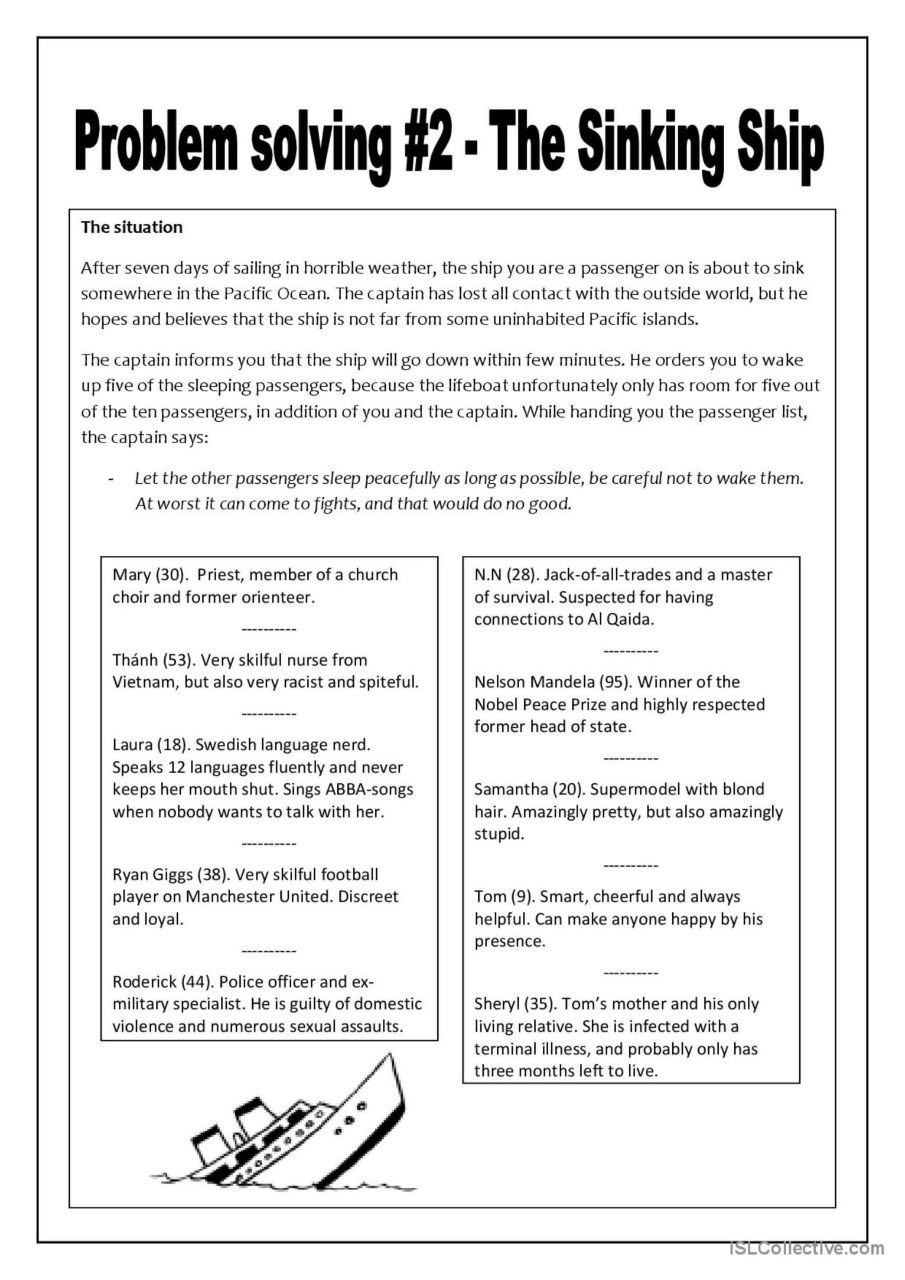 Problem solving #2 - The Sinking Ship
The situation
After seven days of sailing in horrible weather, the ship you are a passenger on is about to sink
somewhere in the Pacific Ocean. The captain has lost all contact with the outside world, but he
hopes and believes that the ship is not far from some uninhabited Pacific islands.
The captain informs you that the ship will go down within few minutes. He orders you to wake
up five of the sleeping passengers, because the lifeboat unfortunately only has room for five out
of the ten passengers, in addition of you and the captain. While handing you the passenger list,
the captain says:
- Let the other passengers sleep peacefully as long as possible, be careful not to wake them.
At worst it can come to fights, and that would do no good.
Mary (30). Priest, member of a church
choir and former orienteer.
----------
Thánh (53). Very skilful nurse from
Vietnam, but also very racist and spiteful.
----------
Laura (18). Swedish language nerd.
Speaks 12 languages fluently and never
keeps her mouth shut. Sings ABBA-songs
when nobody wants to talk with her.
----------
Ryan Giggs (38). Very skilful football
player on Manchester United. Discreet
and loyal.
----------
Roderick (44). Police officer and ex-
military specialist. He is guilty of domestic
violence and numerous sexual assaults.
N.N (28). Jack-of-all-trades and a master
of survival. Suspected for having
connections to Al Qaida.
----------
Nelson Mandela (95). Winner of the
Nobel Peace Prize and highly respected
former head of state.
----------
Samantha (20). Supermodel with blond
hair. Amazingly pretty, but also amazingly
stupid.
----------
Tom (9). Smart, cheerful and always
helpful. Can make anyone happy by his
presence.
----------
Sheryl (35). Tom’s mother and his only
living relative. She is infected with a
terminal illness, and probably only has
three months left to live.
iSLCollective.com